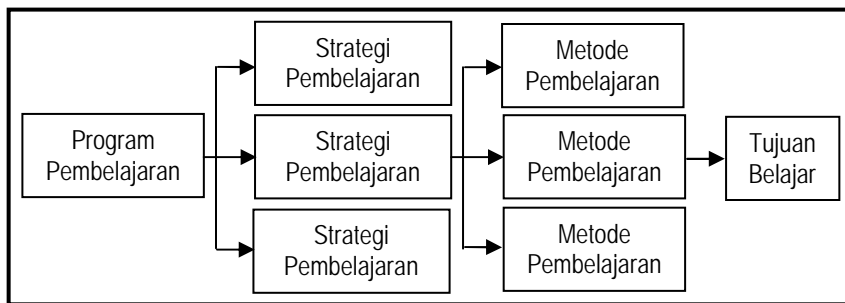 Program
Pembelajaran
Strategi
Pembelajaran
Strategi
Pembelajaran
Strategi
Pembelajaran
Metode
Pembelajaran
Metode
Pembelajaran
Metode
Pembelajaran
Tujuan
Belajar